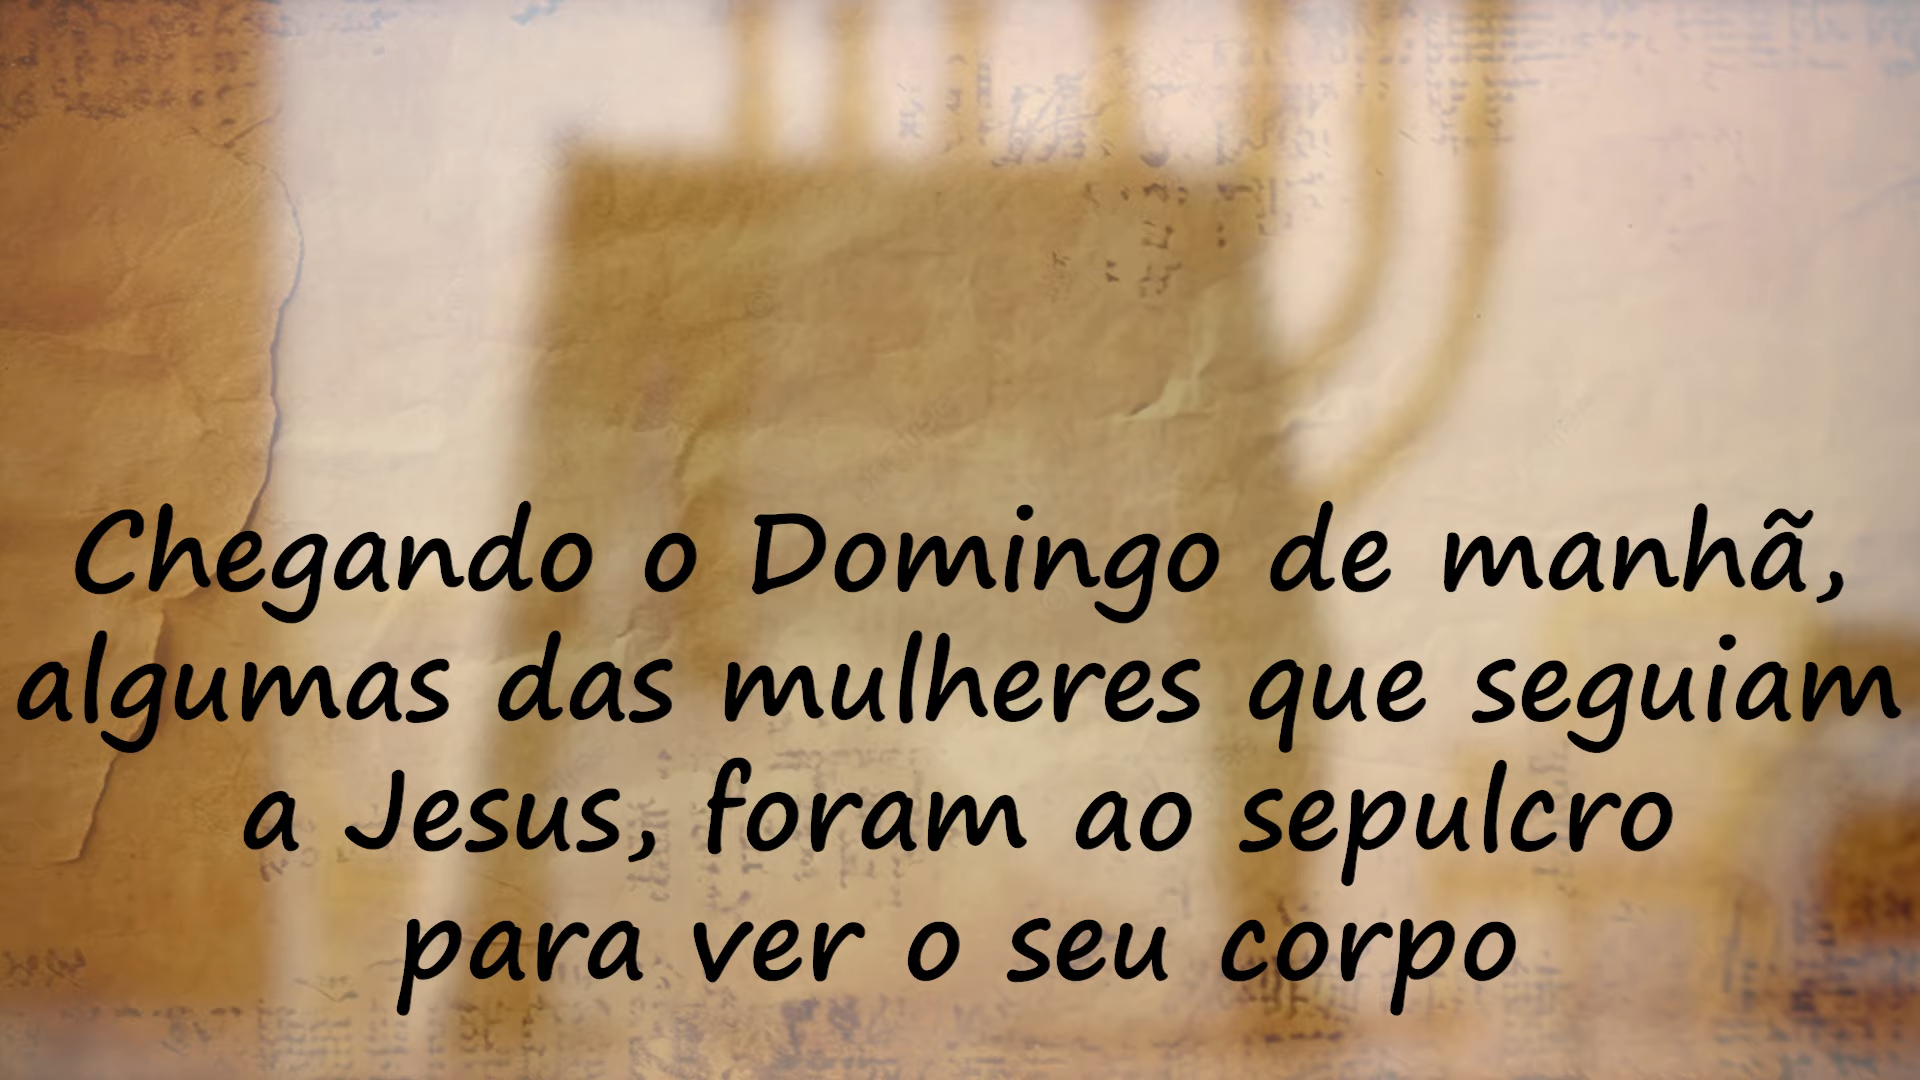 Chegando o Domingo de manhã,
algumas das mulheres que seguiam
a Jesus, foram ao sepulcro
para ver o seu corpo